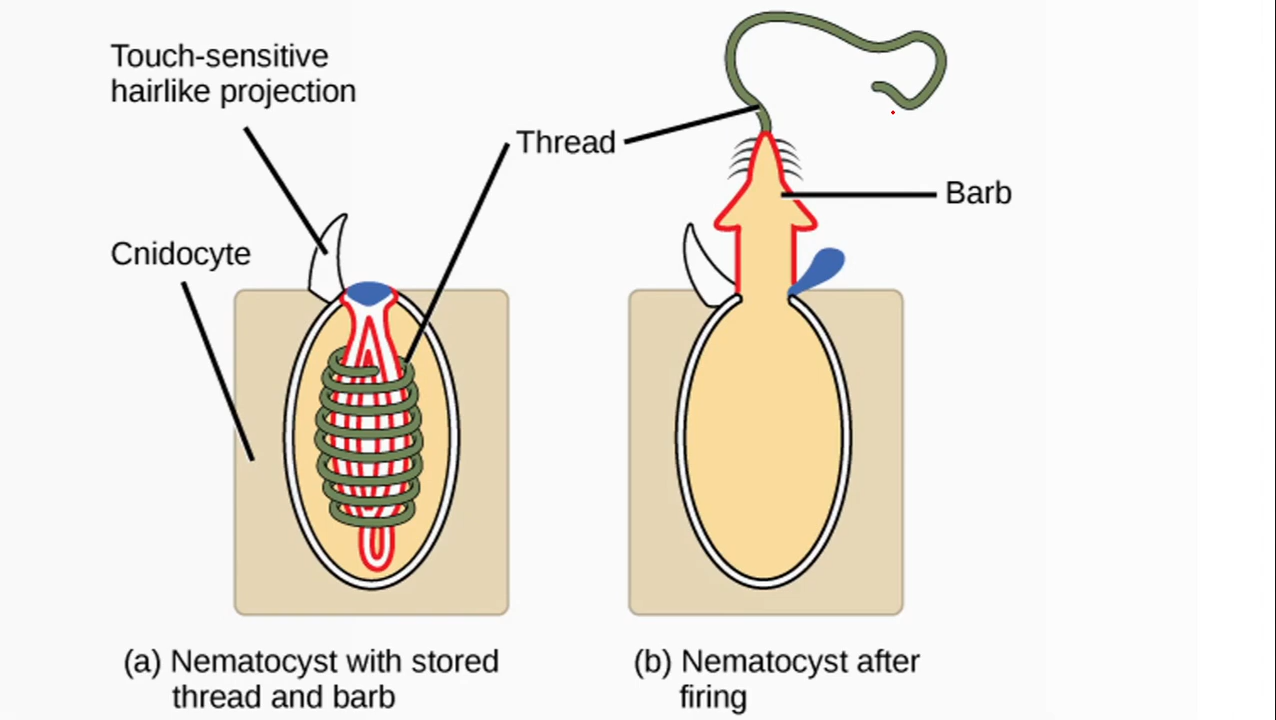 Touch-sensitive
hairlike projection
Thread
Barb
Cnidocyte
(a) Nematocyst with stored
thread and barb
(b) Nematocyst after
firing